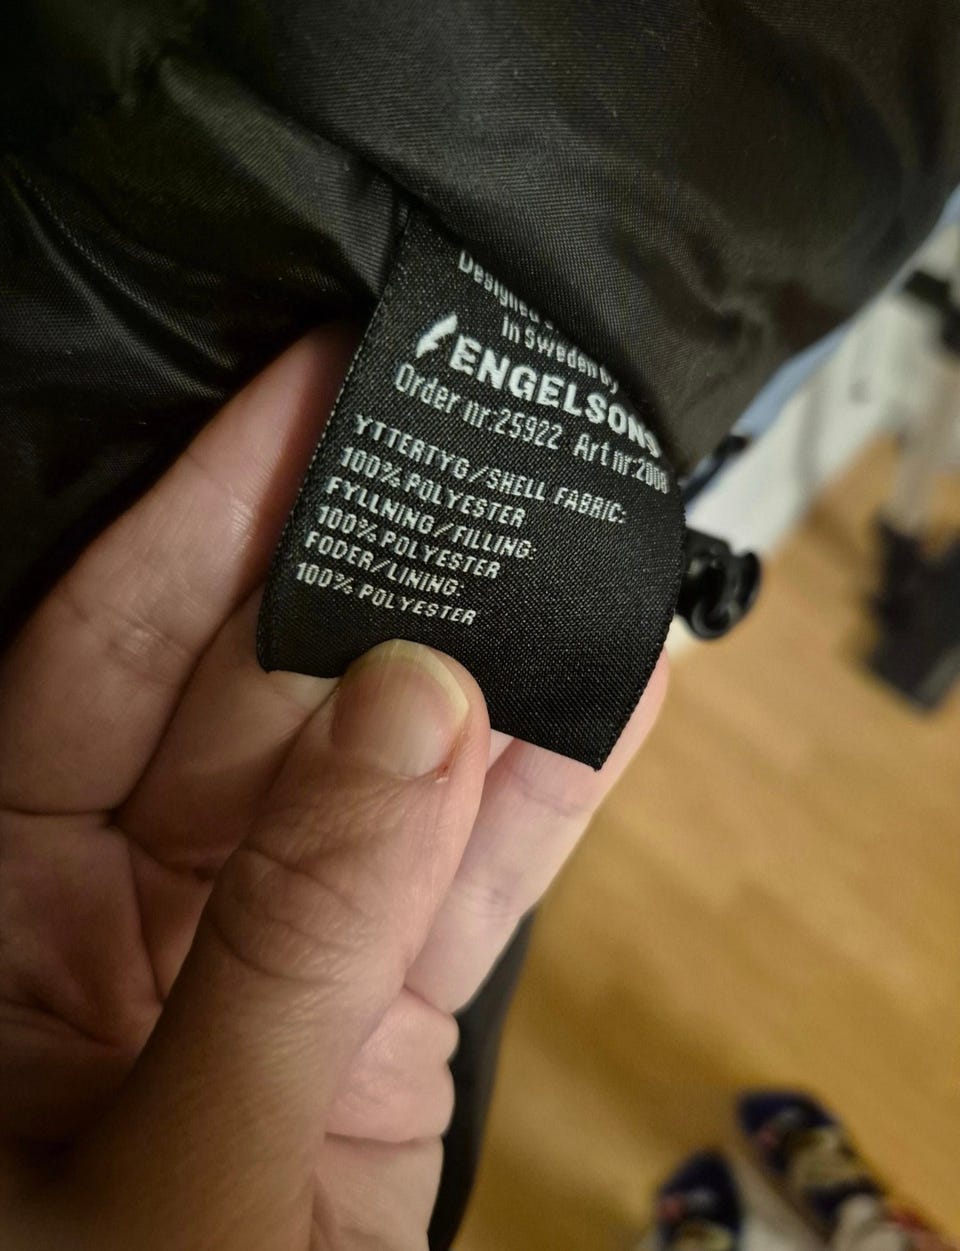 Designed
in Sweden by
ENGELSONS
Order nr:25922 Art nr:2008
YTTERTYG/SHELL FABRIC:
100% POLYESTER
FYLLNING/FILLING:
100% POLYESTER
FODER/LINING:
100% POLYESTER